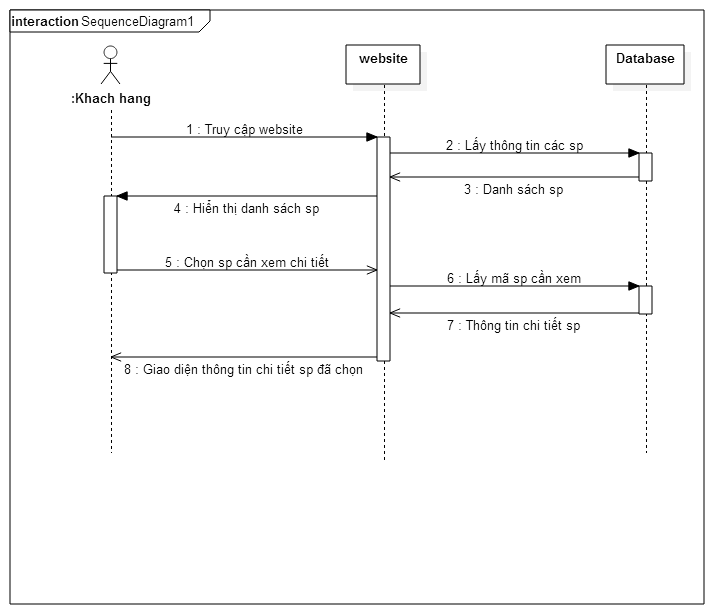 interaction SequenceDiagram1
website
Database
:Khach hang
1 : Truy cập website
2 : Lấy thông tin các sp
3 : Danh sách sp
4 : Hiển thị danh sách sp
5 : Chọn sp cần xem chi tiết
6 : Lấy mã sp cần xem
7 : Thông tin chi tiết sp
8 : Giao diện thông tin chi tiết sp đã chọn